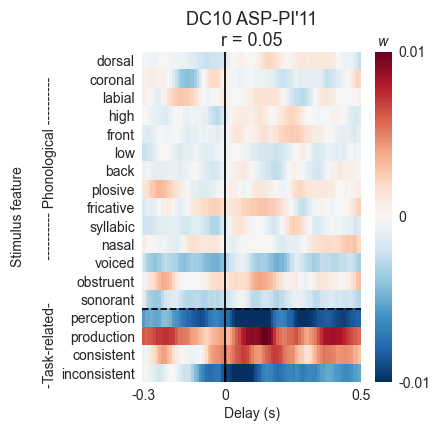 DC10 ASP-PI'11
r = 0.05
w
dorsal
coronal
labial
high
front
low
back
plosive
fricative
syllabic
nasal
voiced
obstruent
sonorant
perception
production
consistent
inconsistent
Stimulus feature
---------- Phonological ----------
-Task-related-
0.01
0
-0.01
-0.3 0 0.5
Delay (s)